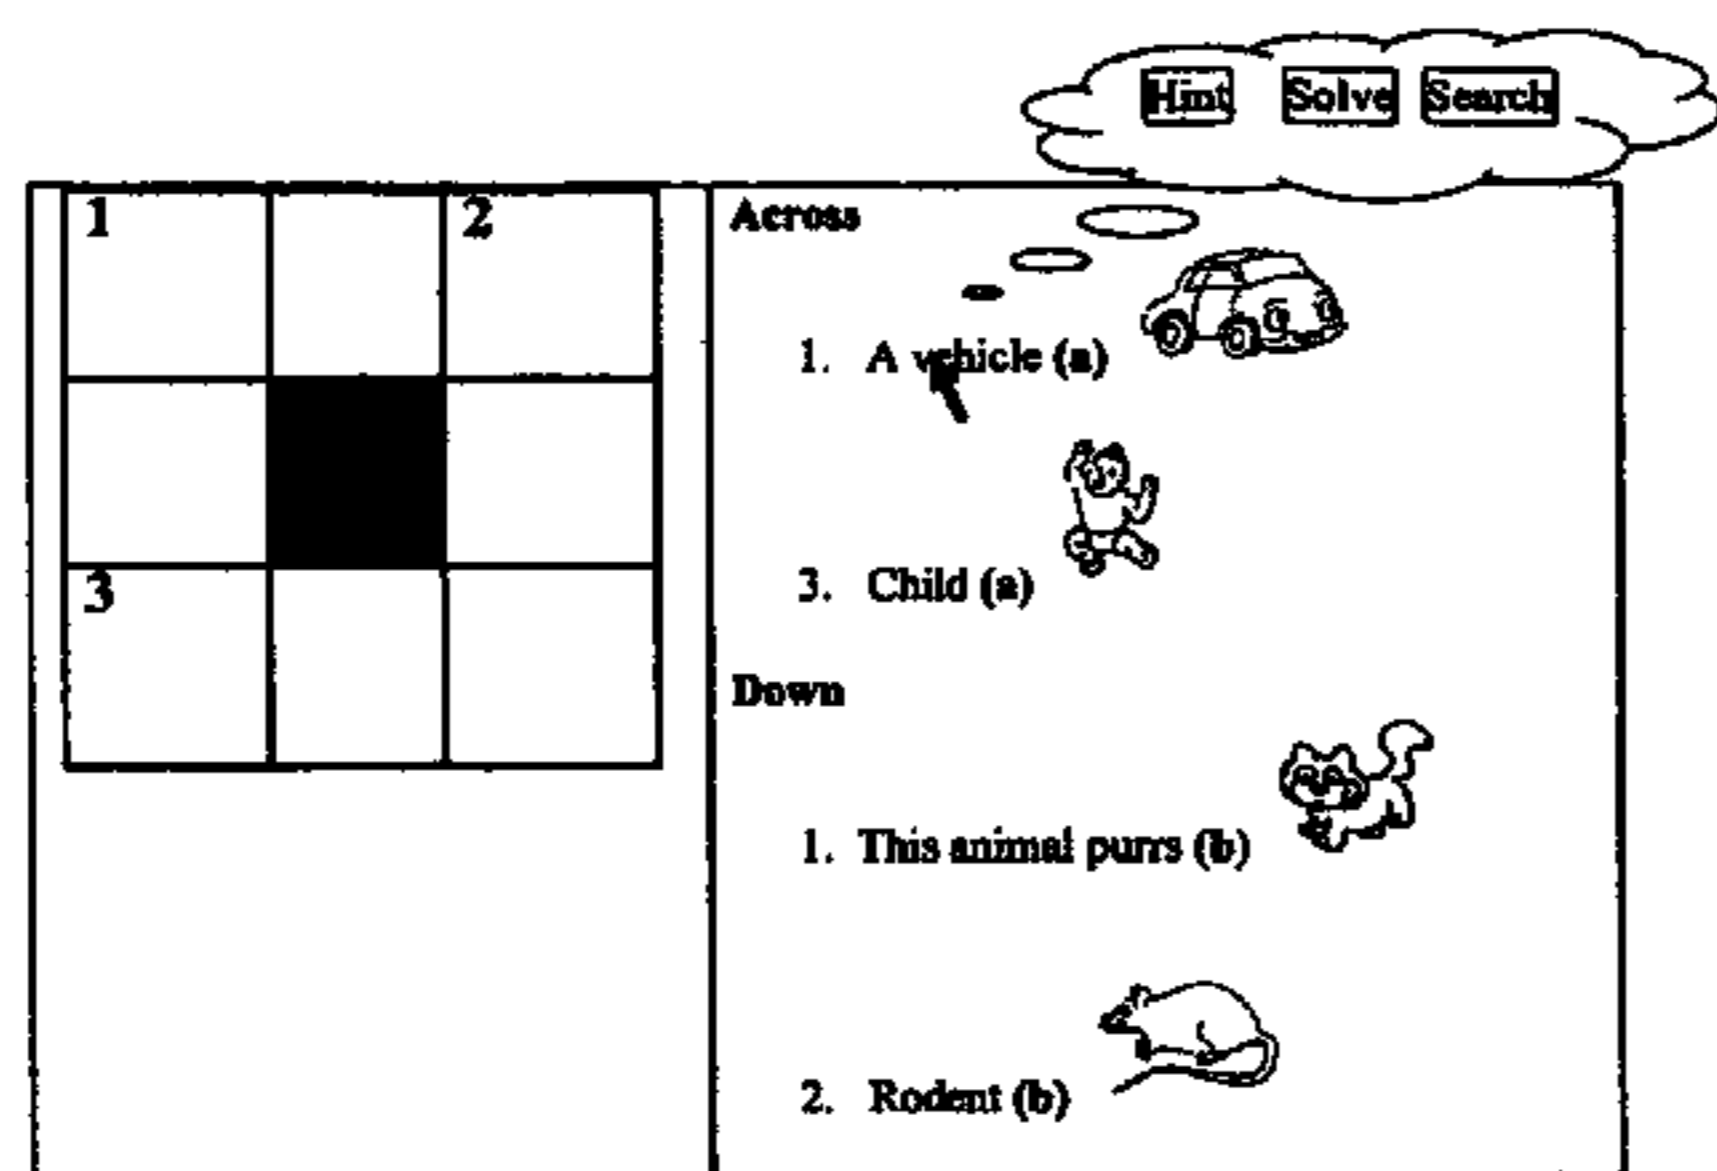 Hint Solve Search
1 2
3
Across
1. A vehicle (a)
3. Child (a)
Down
1. This animal purrs (b)
2. Rodent (b)